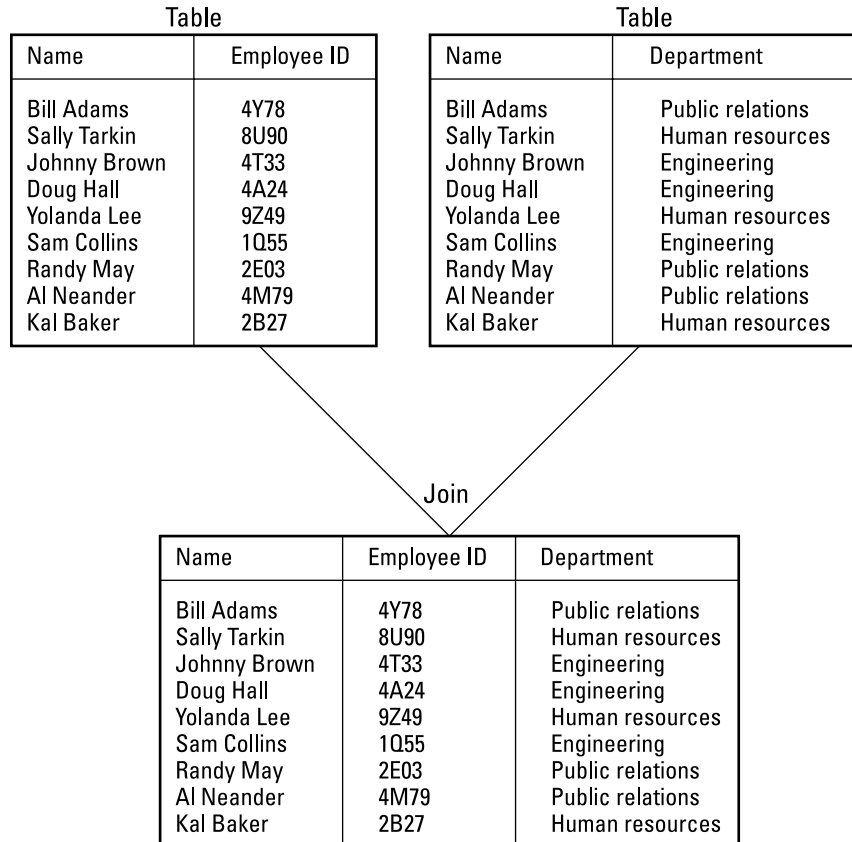 Table
Name Employee ID
Bill Adams 4Y78
Sally Tarkin 8U90
Johnny Brown 4T33
Doug Hall 4A24
Yolanda Lee 9Z49
Sam Collins 1Q55
Randy May 2E03
Al Neander 4M79
Kal Baker 2B27
Table
Name Department
Bill Adams Public relations
Sally Tarkin Human resources
Johnny Brown Engineering
Doug Hall Engineering
Yolanda Lee Human resources
Sam Collins Engineering
Randy May Public relations
Al Neander Public relations
Kal Baker Human resources
Join
Name Employee ID Department
Bill Adams 4Y78 Public relations
Sally Tarkin 8U90 Human resources
Johnny Brown 4T33 Engineering
Doug Hall 4A24 Engineering
Yolanda Lee 9Z49 Human resources
Sam Collins 1Q55 Engineering
Randy May 2E03 Public relations
Al Neander 4M79 Public relations
Kal Baker 2B27 Human resources